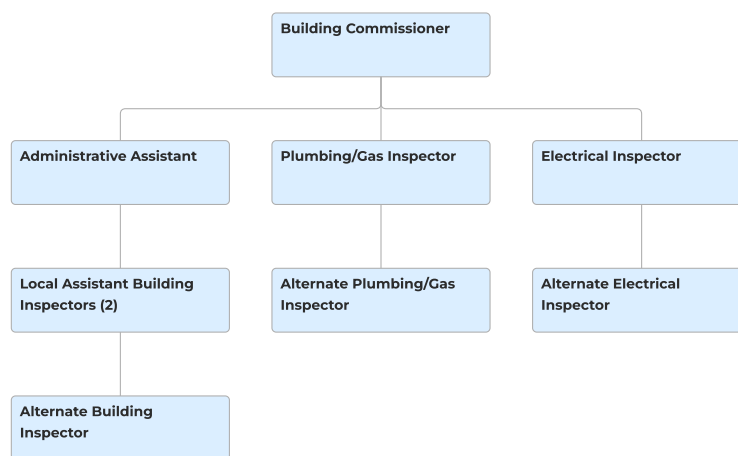 Building Commissioner
Administrative Assistant
Plumbing/Gas Inspector
Electrical Inspector
Local Assistant Building
Inspectors (2)
Alternate Plumbing/Gas
Inspector
Alternate Electrical
Inspector
Alternate Building
Inspector